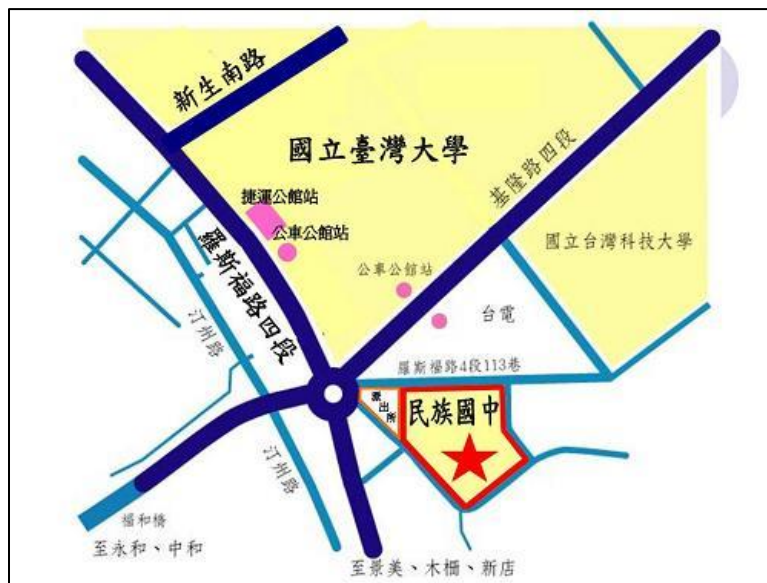 新生南路
國立臺灣大學
基隆路四段
捷運公館站
公車公館站
國立台灣科技大學
羅斯福路四段
公車公館站
台電
汀州路
羅斯福路4段113巷
派出所
民族國中
汀州路
福和橋
至永和、中和
至景美、木柵、新店